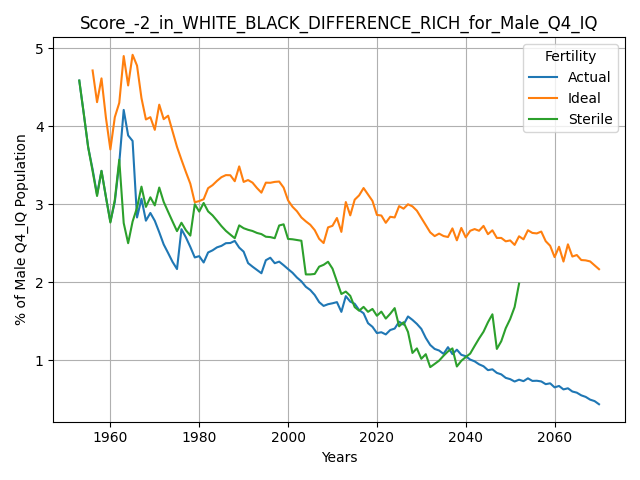 Score_-2_in_WHITE_BLACK_DIFFERENCE_RICH_for_Male_Q4_IQ
% of Male Q4_IQ Population
5
4
3
2
1
Fertility
Actual
Ideal
Sterile
1960
1980
2000
2020
2040
2060
Years